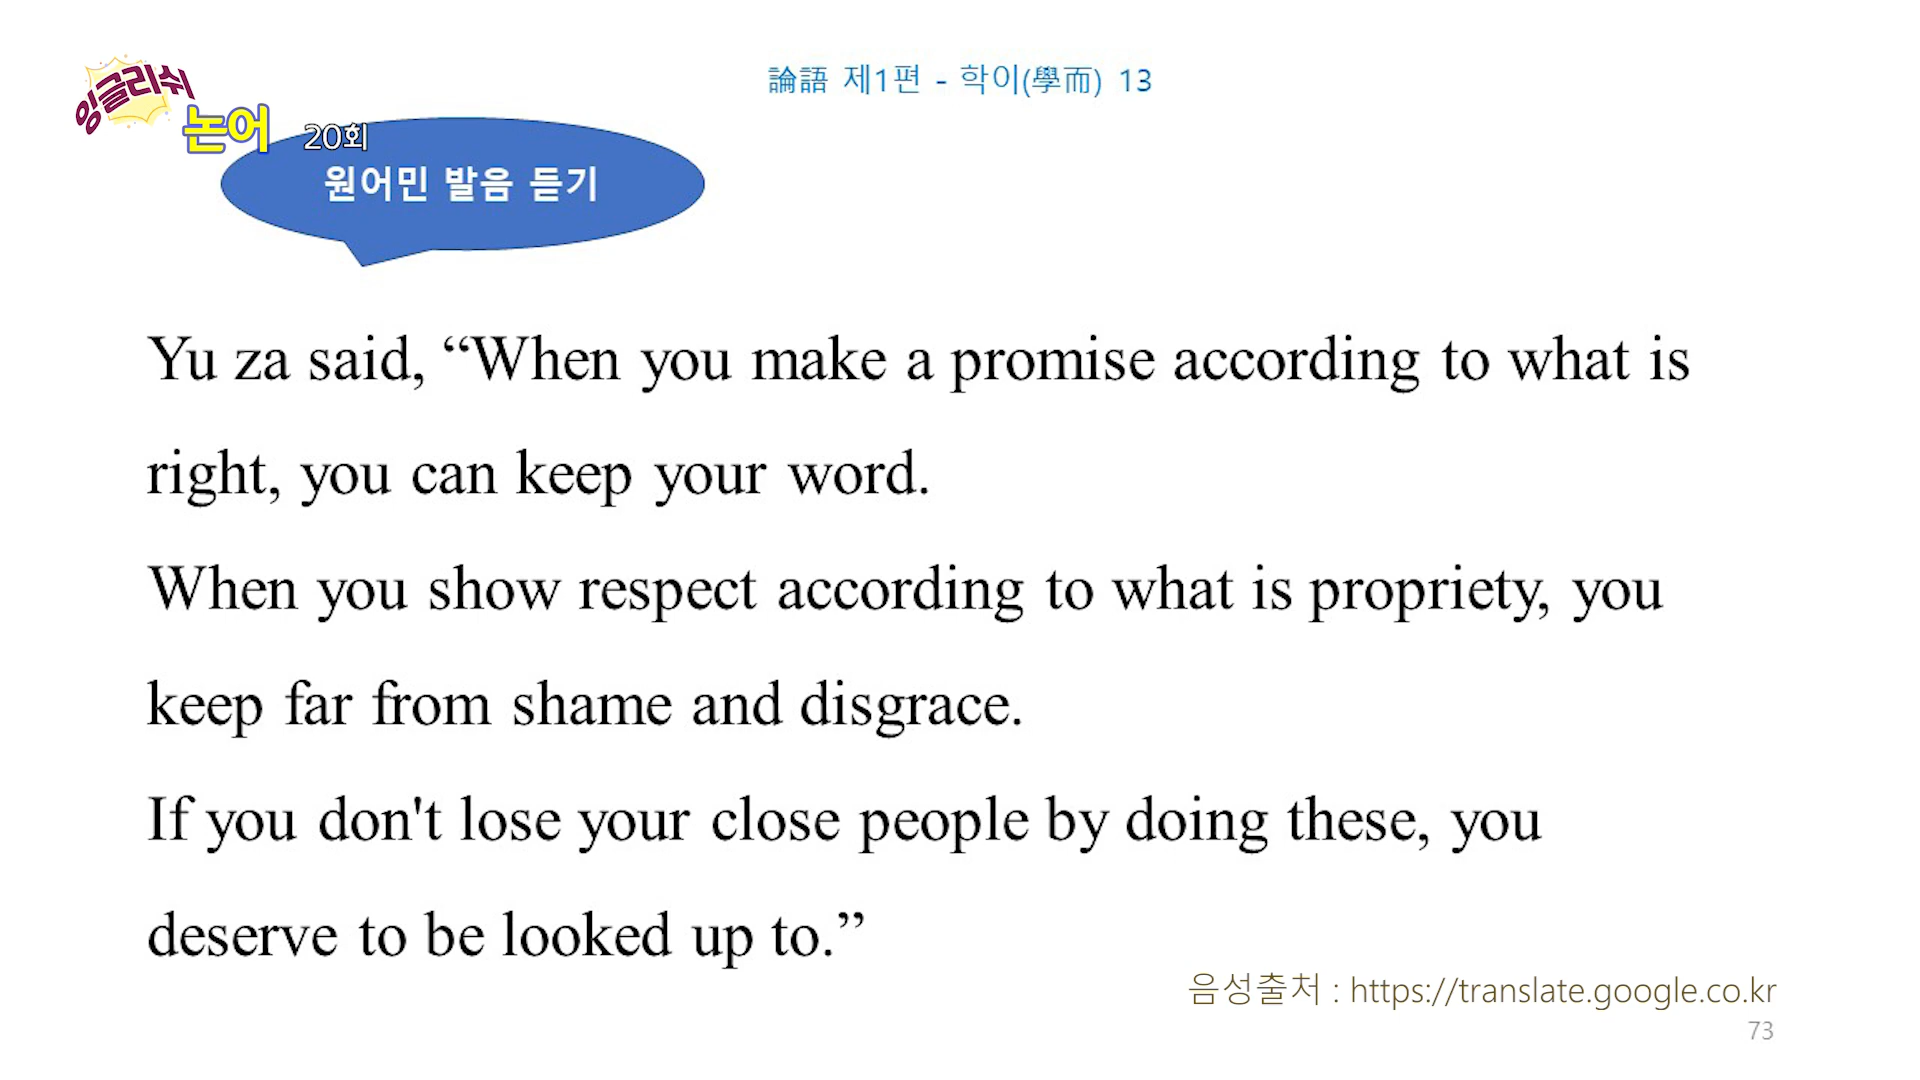 論語 제1편 - 학이(學而) 13
잉글리쉬
논어 20회
원어민 발음 듣기
Yu za said, “When you make a promise according to what is
right, you can keep your word.
When you show respect according to what is propriety, you
keep far from shame and disgrace.
If you don't lose your close people by doing these, you
deserve to be looked up to.”
음성출처 : https://translate.google.co.kr
73